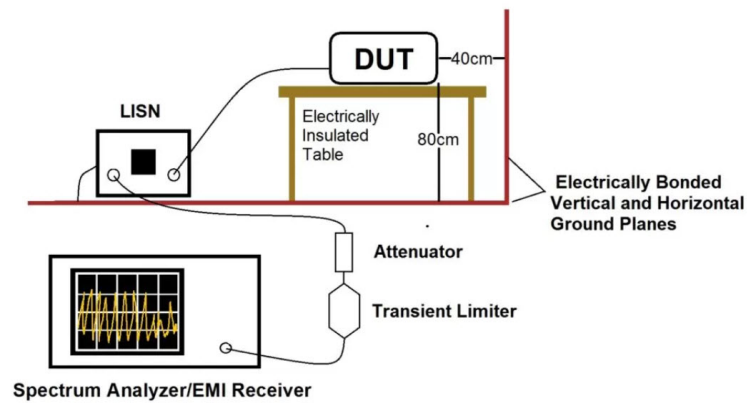 DUT
40cm
LISN
Electrically
Insulated
Table
80cm
Electrically Bonded
Vertical and Horizontal
Ground Planes
Attenuator
Transient Limiter
Spectrum Analyzer/EMI Receiver